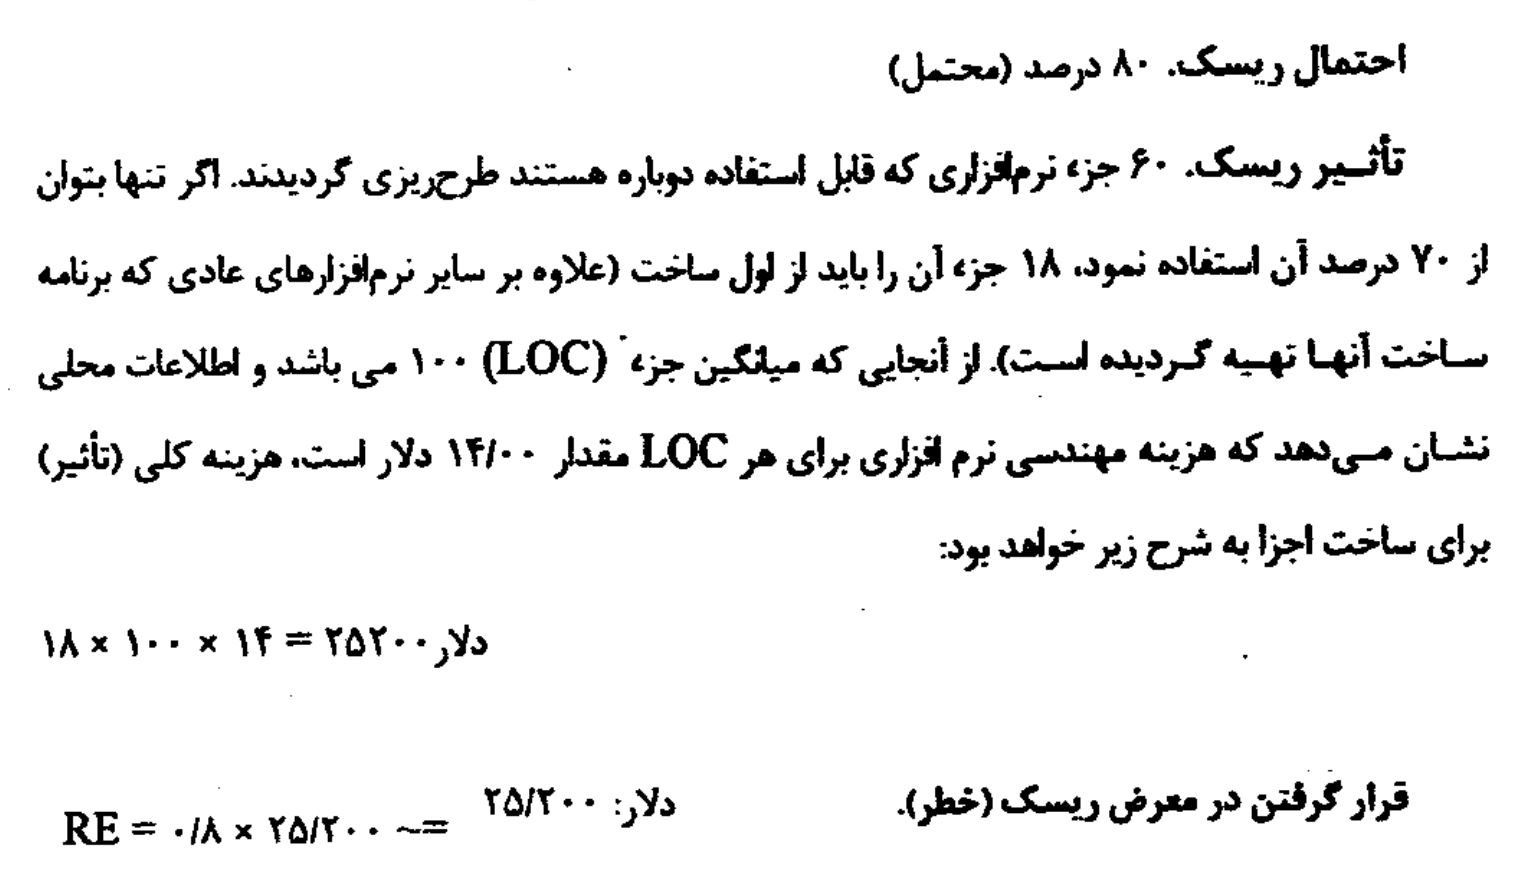 احتمال ریسک. ۸۰ درصد (محتمل)
تأثیر ریسک. ۶۰ جزء نرم‌افزاری که قابل استفاده دوباره هستند طرح‌ریزی گردیدند. اگر تنها بتوان
از ۷۰ درصد آن استفاده نمود، ۱۸ جزء آن را باید از اول ساخت (علاوه بر سایر نرم‌افزارهای عادی که برنامه
ساخت آنها تهیه گردیده است). از آنجایی که میانگین جزء (LOC) ۱۰۰ می باشد و اطلاعات محلی
نشان می‌دهد که هزینه مهندسی نرم افزاری برای هر LOC مقدار ۱۴/۰۰ دلار است، هزینه کلی (تأثیر)
برای ساخت اجزا به شرح زیر خواهد بود:
۱۸ × ۱۰۰ × ۱۴ = ۲۵۲۰۰ دلار
قرار گرفتن در معرض ریسک (خطر). دلار: ۲۵/۲۰۰
RE = ۰/۸ × ۲۵/۲۰۰ ~=